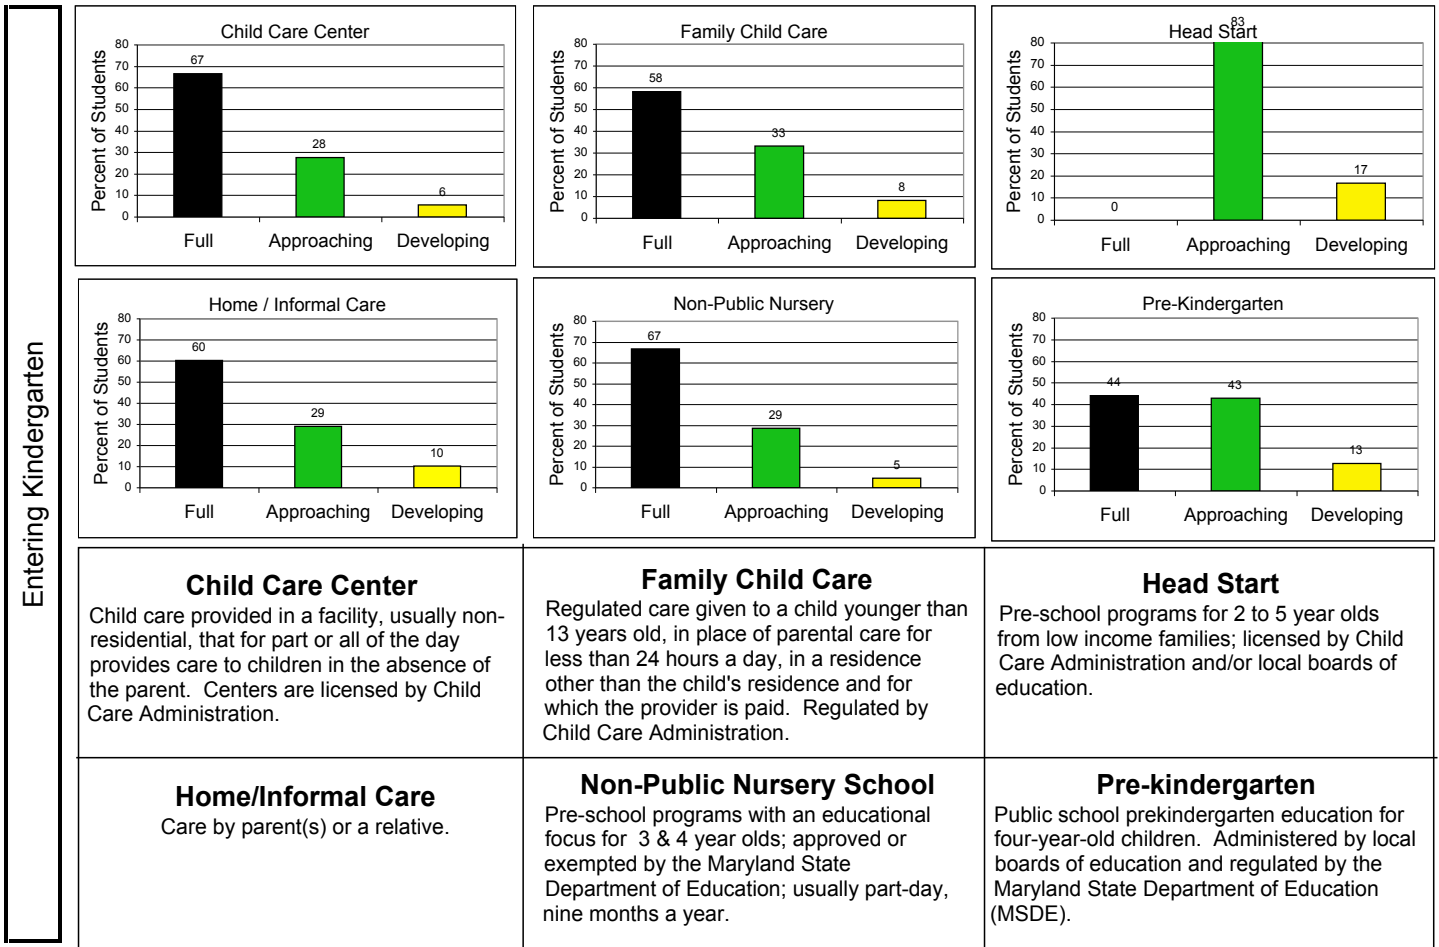 Entering Kindergarten
Child Care Center
Percent of Students
80
70
60
50
40
30
20
10
0
67
28
6
Full Approaching Developing
Family Child Care
Percent of Students
80
70
60
50
40
30
20
10
0
58
33
8
Full Approaching Developing
Head Start
Percent of Students
80
70
60
50
40
30
20
10
0
0
83
17
Full Approaching Developing
Home / Informal Care
Percent of Students
80
70
60
50
40
30
20
10
0
60
29
10
Full Approaching Developing
Non-Public Nursery
Percent of Students
80
70
60
50
40
30
20
10
0
67
29
5
Full Approaching Developing
Pre-Kindergarten
Percent of Students
80
70
60
50
40
30
20
10
0
44
43
13
Full Approaching Developing
Child Care Center
Child care provided in a facility, usually non-
residential, that for part or all of the day
provides care to children in the absence of
the parent. Centers are licensed by Child
Care Administration.
Family Child Care
Regulated care given to a child younger than
13 years old, in place of parental care for
less than 24 hours a day, in a residence
other than the child's residence and for
which the provider is paid. Regulated by
Child Care Administration.
Head Start
Pre-school programs for 2 to 5 year olds
from low income families; licensed by Child
Care Administration and/or local boards of
education.
Home/Informal Care
Care by parent(s) or a relative.
Non-Public Nursery School
Pre-school programs with an educational
focus for 3 & 4 year olds; approved or
exempted by the Maryland State
Department of Education; usually part-day,
nine months a year.
Pre-kindergarten
Public school prekindergarten education for
four-year-old children. Administered by local
boards of education and regulated by the
Maryland State Department of Education
(MSDE).